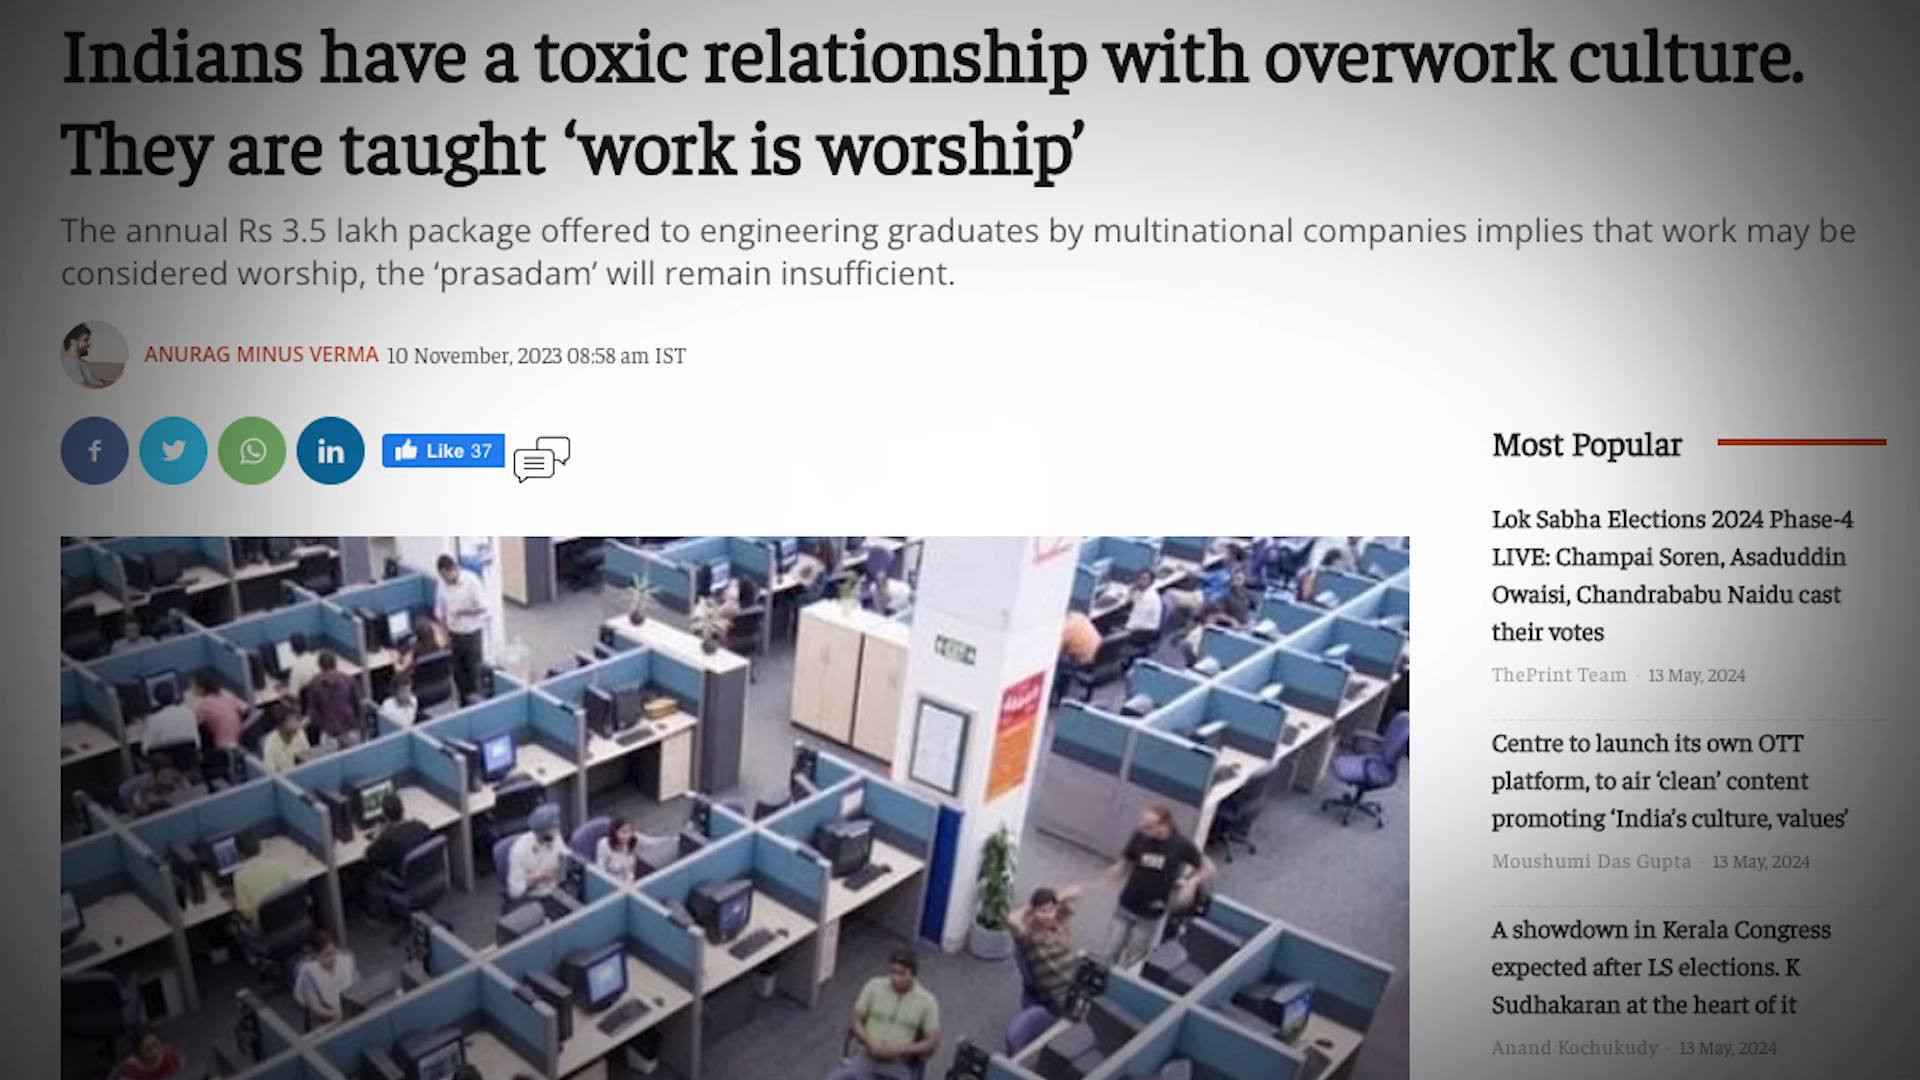 Indians have a toxic relationship with overwork culture.
They are taught ‘work is worship’
The annual Rs 3.5 lakh package offered to engineering graduates by multinational companies implies that work may be
considered worship, the ‘prasadam’ will remain insufficient.
ANURAG MINUS VERMA 10 November, 2023 08:58 am IST
f
in
Like 37
Most Popular
Lok Sabha Elections 2024 Phase-4
LIVE: Champai Soren, Asaduddin
Owaisi, Chandrababu Naidu cast
their votes
ThePrint Team - 13 May, 2024
Centre to launch its own OTT
platform, to air ‘clean’ content
promoting ‘India’s culture, values’
Moushumi Das Gupta - 13 May, 2024
A showdown in Kerala Congress
expected after LS elections. K
Sudhakaran at the heart of it
Anand Kochukudy - 13 May, 2024